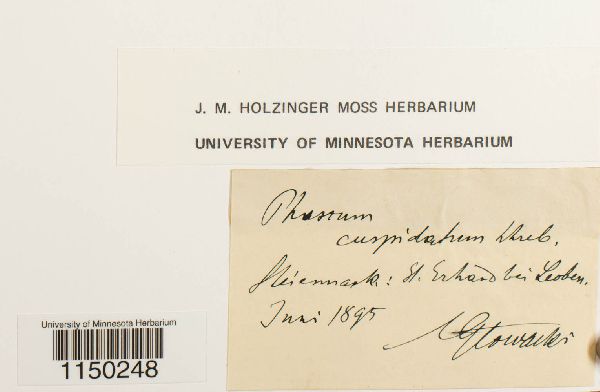 J. M. HOLZINGER MOSS HERBARIUM
UNIVERSITY OF MINNESOTA HERBARIUM
Phascum
cuspidatum Schreb.
Steiermark: St. Erhard bei Leoben.
Juni 1895
Glowacki
University of Minnesota Herbarium
1150248